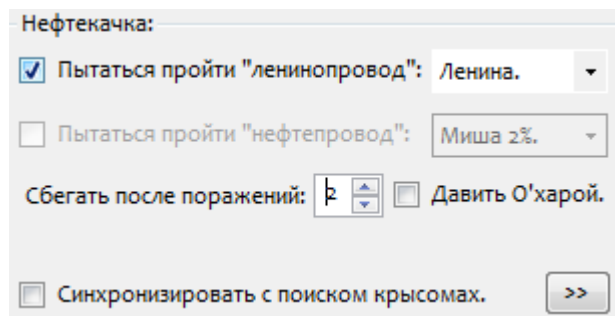 Нефтекачка:
Пытаться пройти "ленинопровод": Ленина.
Пытаться пройти "нефтепровод": Миша 2%.
Сбегать после поражений: 2 Давить О'харой.
Синхронизировать с поиском крысомах. >>